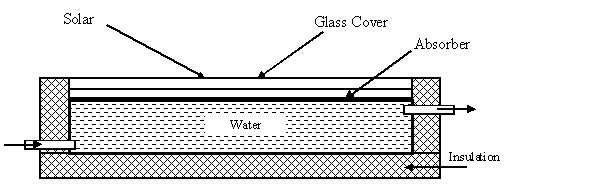 Solar
Glass Cover
Absorber
Water
Insulation